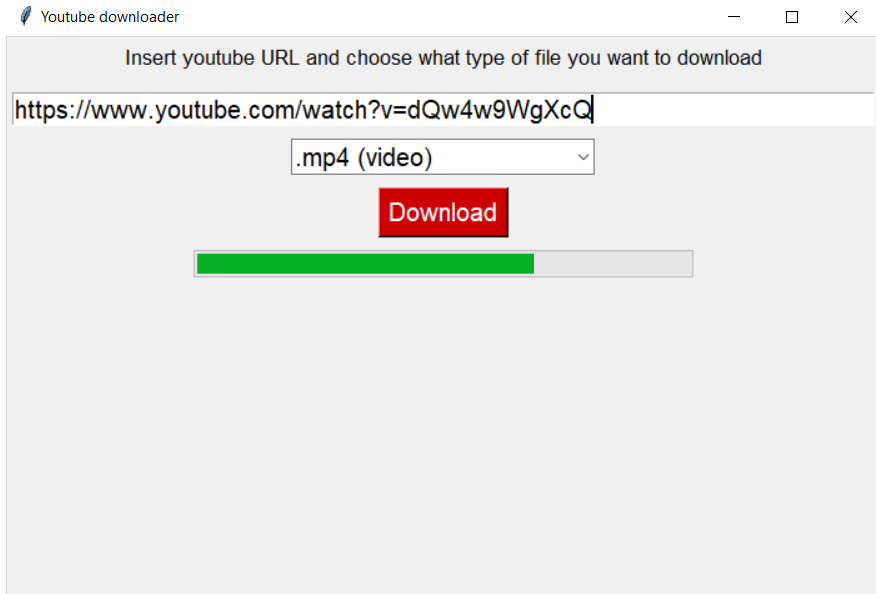 Youtube downloader
Insert youtube URL and choose what type of file you want to download
https://www.youtube.com/watch?v=dQw4w9WgXcQ
.mp4 (video)
Download